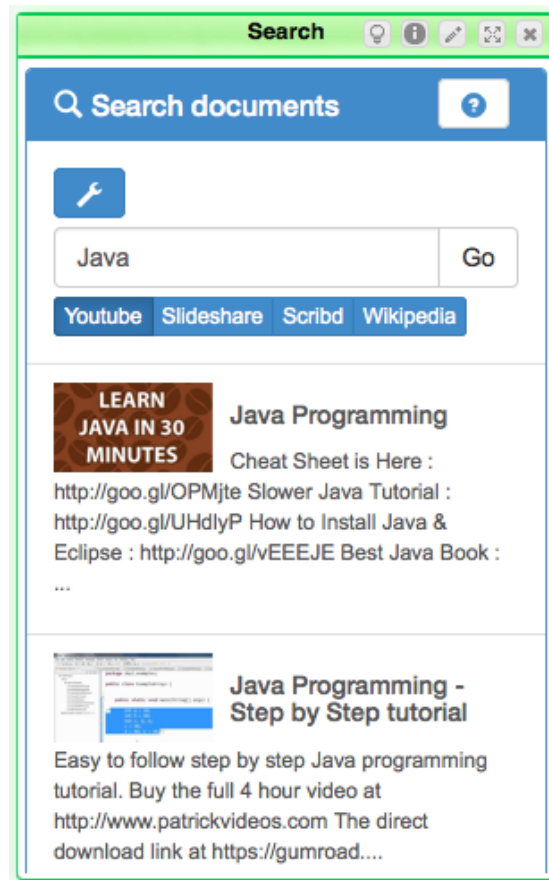 Search
Search documents
Java
Go
Youtube Slideshare Scribd Wikipedia
LEARN
JAVA IN 30
MINUTES
Java Programming
Cheat Sheet is Here :
http://goo.gl/OPMjte Slower Java Tutorial :
http://goo.gl/UHdlyP How to Install Java &
Eclipse : http://goo.gl/vEEEJE Best Java Book :
...
Java Programming -
Step by Step tutorial
Easy to follow step by step Java programming
tutorial. Buy the full 4 hour video at
http://www.patrickvideos.com The direct
download link at https://gumroad....